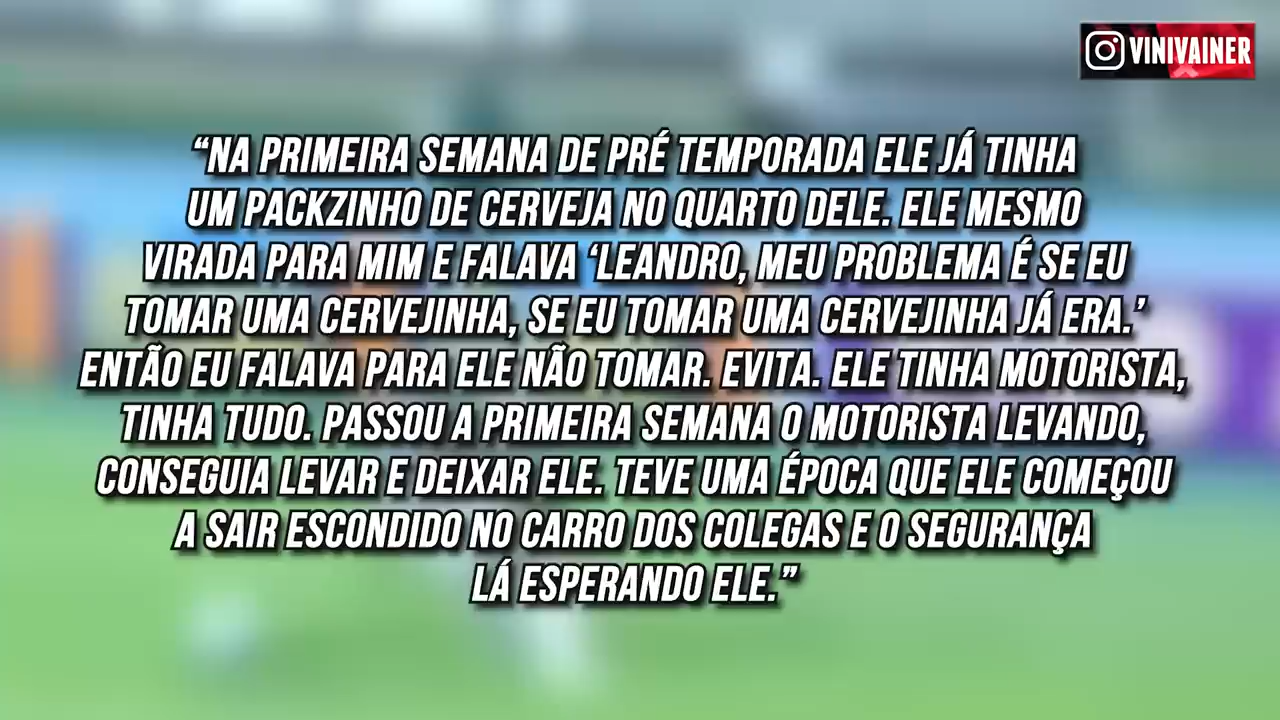 VINIVAINER
“NA PRIMEIRA SEMANA DE PRÉ TEMPORADA ELE JÁ TINHA
UM PACKZINHO DE CERVEJA NO QUARTO DELE. ELE MESMO
VIRADA PARA MIM E FALAVA ‘LEANDRO, MEU PROBLEMA É SE EU
TOMAR UMA CERVEJINHA, SE EU TOMAR UMA CERVEJINHA JÁ ERA.’
ENTÃO EU FALAVA PARA ELE NÃO TOMAR. EVITA. ELE TINHA MOTORISTA,
TINHA TUDO. PASSOU A PRIMEIRA SEMANA O MOTORISTA LEVANDO,
CONSEGUIA LEVAR E DEIXAR ELE. TEVE UMA ÉPOCA QUE ELE COMEÇOU
A SAIR ESCONDIDO NO CARRO DOS COLEGAS E O SEGURANÇA
LÁ ESPERANDO ELE.”